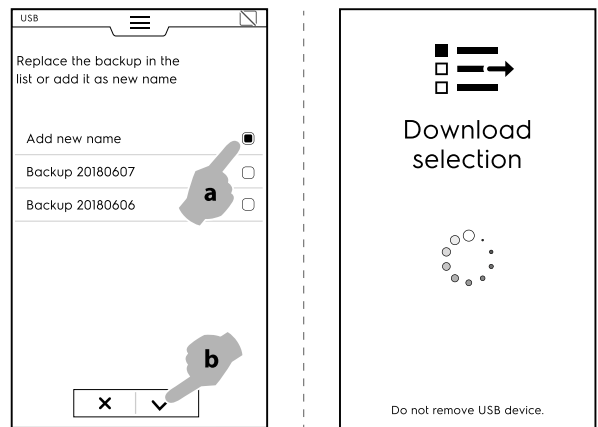 USB
Replace the backup in the
list or add it as new name
Add new name
Backup 20180607
Backup 20180606
a
b
Download
selection
Do not remove USB device.